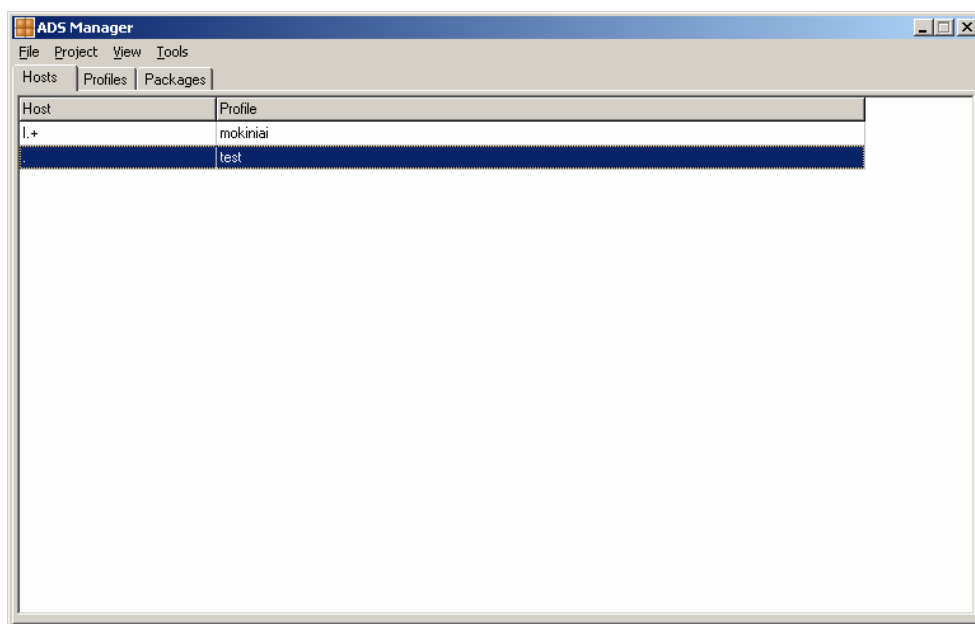 ADS Manager
File Project View Tools
Hosts Profiles Packages
Host Profile
l.+ mokiniai
. test